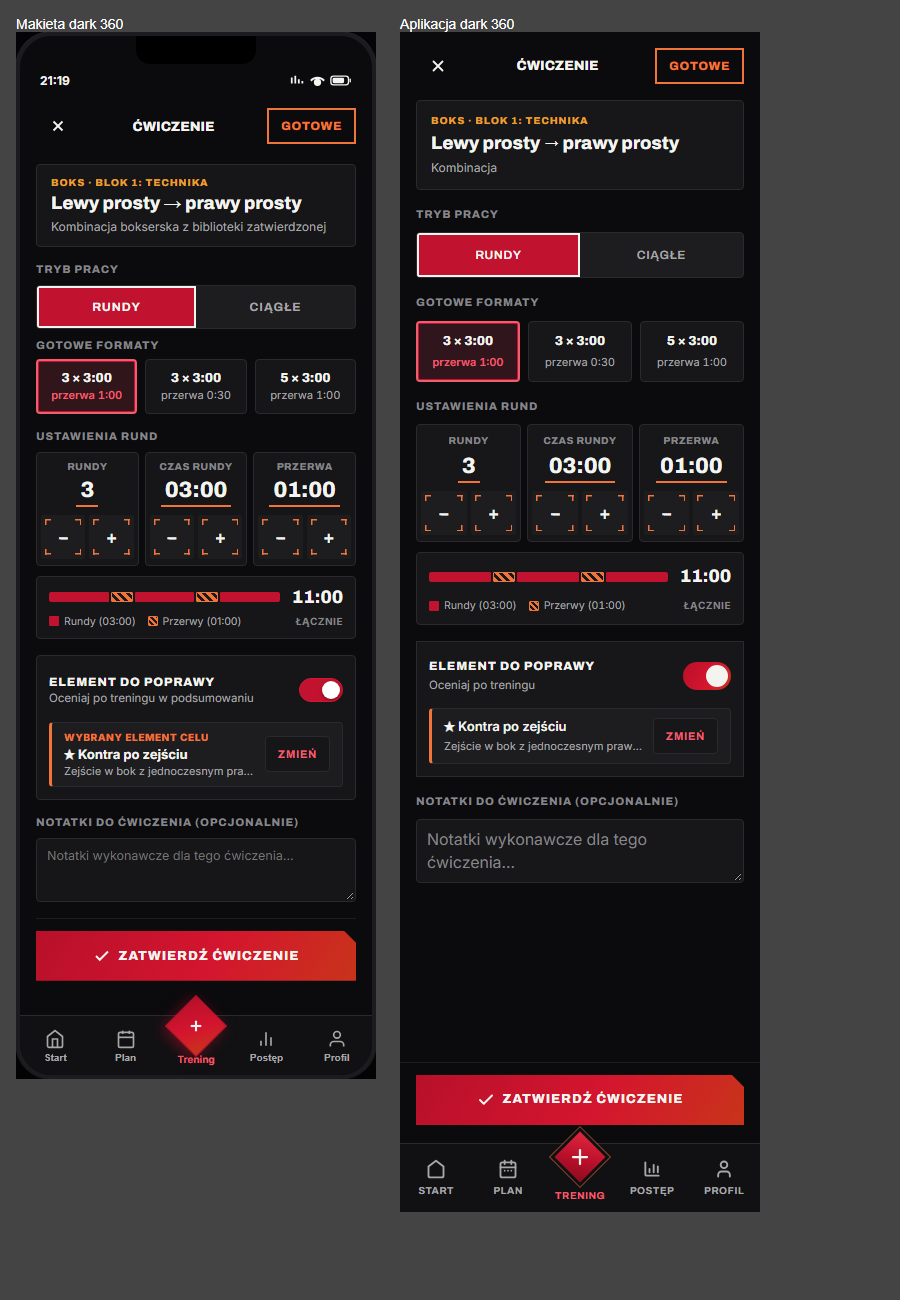 Makieta dark 360
21:19
ĆWICZENIE
GOTOWE
BOKS · BLOK 1: TECHNIKA
Lewy prosty → prawy prosty
Kombinacja bokserska z biblioteki zatwierdzonej
TRYB PRACY
RUNDY CIĄGŁE
GOTOWE FORMATY
3 × 3:00 3 × 3:00 5 × 3:00
przerwa 1:00 przerwa 0:30 przerwa 1:00
USTAWIENIA RUND
RUNDY CZAS RUNDY PRZERWA
3 03:00 01:00
− + − + − +
11:00
Rundy (03:00) Przerwy (01:00) ŁĄCZNIE
ELEMENT DO POPRAWY
Oceniaj po treningu w podsumowaniu
WYBRANY ELEMENT CELU
★ Kontra po zejściu
Zejście w bok z jednoczesnym pra...
ZMIEŃ
NOTATKI DO ĆWICZENIA (OPCJONALNIE)
Notatki wykonawcze dla tego ćwiczenia...
ZATWIERDŹ ĆWICZENIE
Start Plan Trening Postęp Profil
Aplikacja dark 360
ĆWICZENIE
GOTOWE
BOKS · BLOK 1: TECHNIKA
Lewy prosty → prawy prosty
Kombinacja
TRYB PRACY
RUNDY CIĄGŁE
GOTOWE FORMATY
3 × 3:00 3 × 3:00 5 × 3:00
przerwa 1:00 przerwa 0:30 przerwa 1:00
USTAWIENIA RUND
RUNDY CZAS RUNDY PRZERWA
3 03:00 01:00
− + − + − +
11:00
Rundy (03:00) Przerwy (01:00) ŁĄCZNIE
ELEMENT DO POPRAWY
Oceniaj po treningu
★ Kontra po zejściu
Zejście w bok z jednoczesnym praw...
ZMIEŃ
NOTATKI DO ĆWICZENIA (OPCJONALNIE)
Notatki wykonawcze dla tego
ćwiczenia...
ZATWIERDŹ ĆWICZENIE
START PLAN TRENING POSTĘP PROFIL